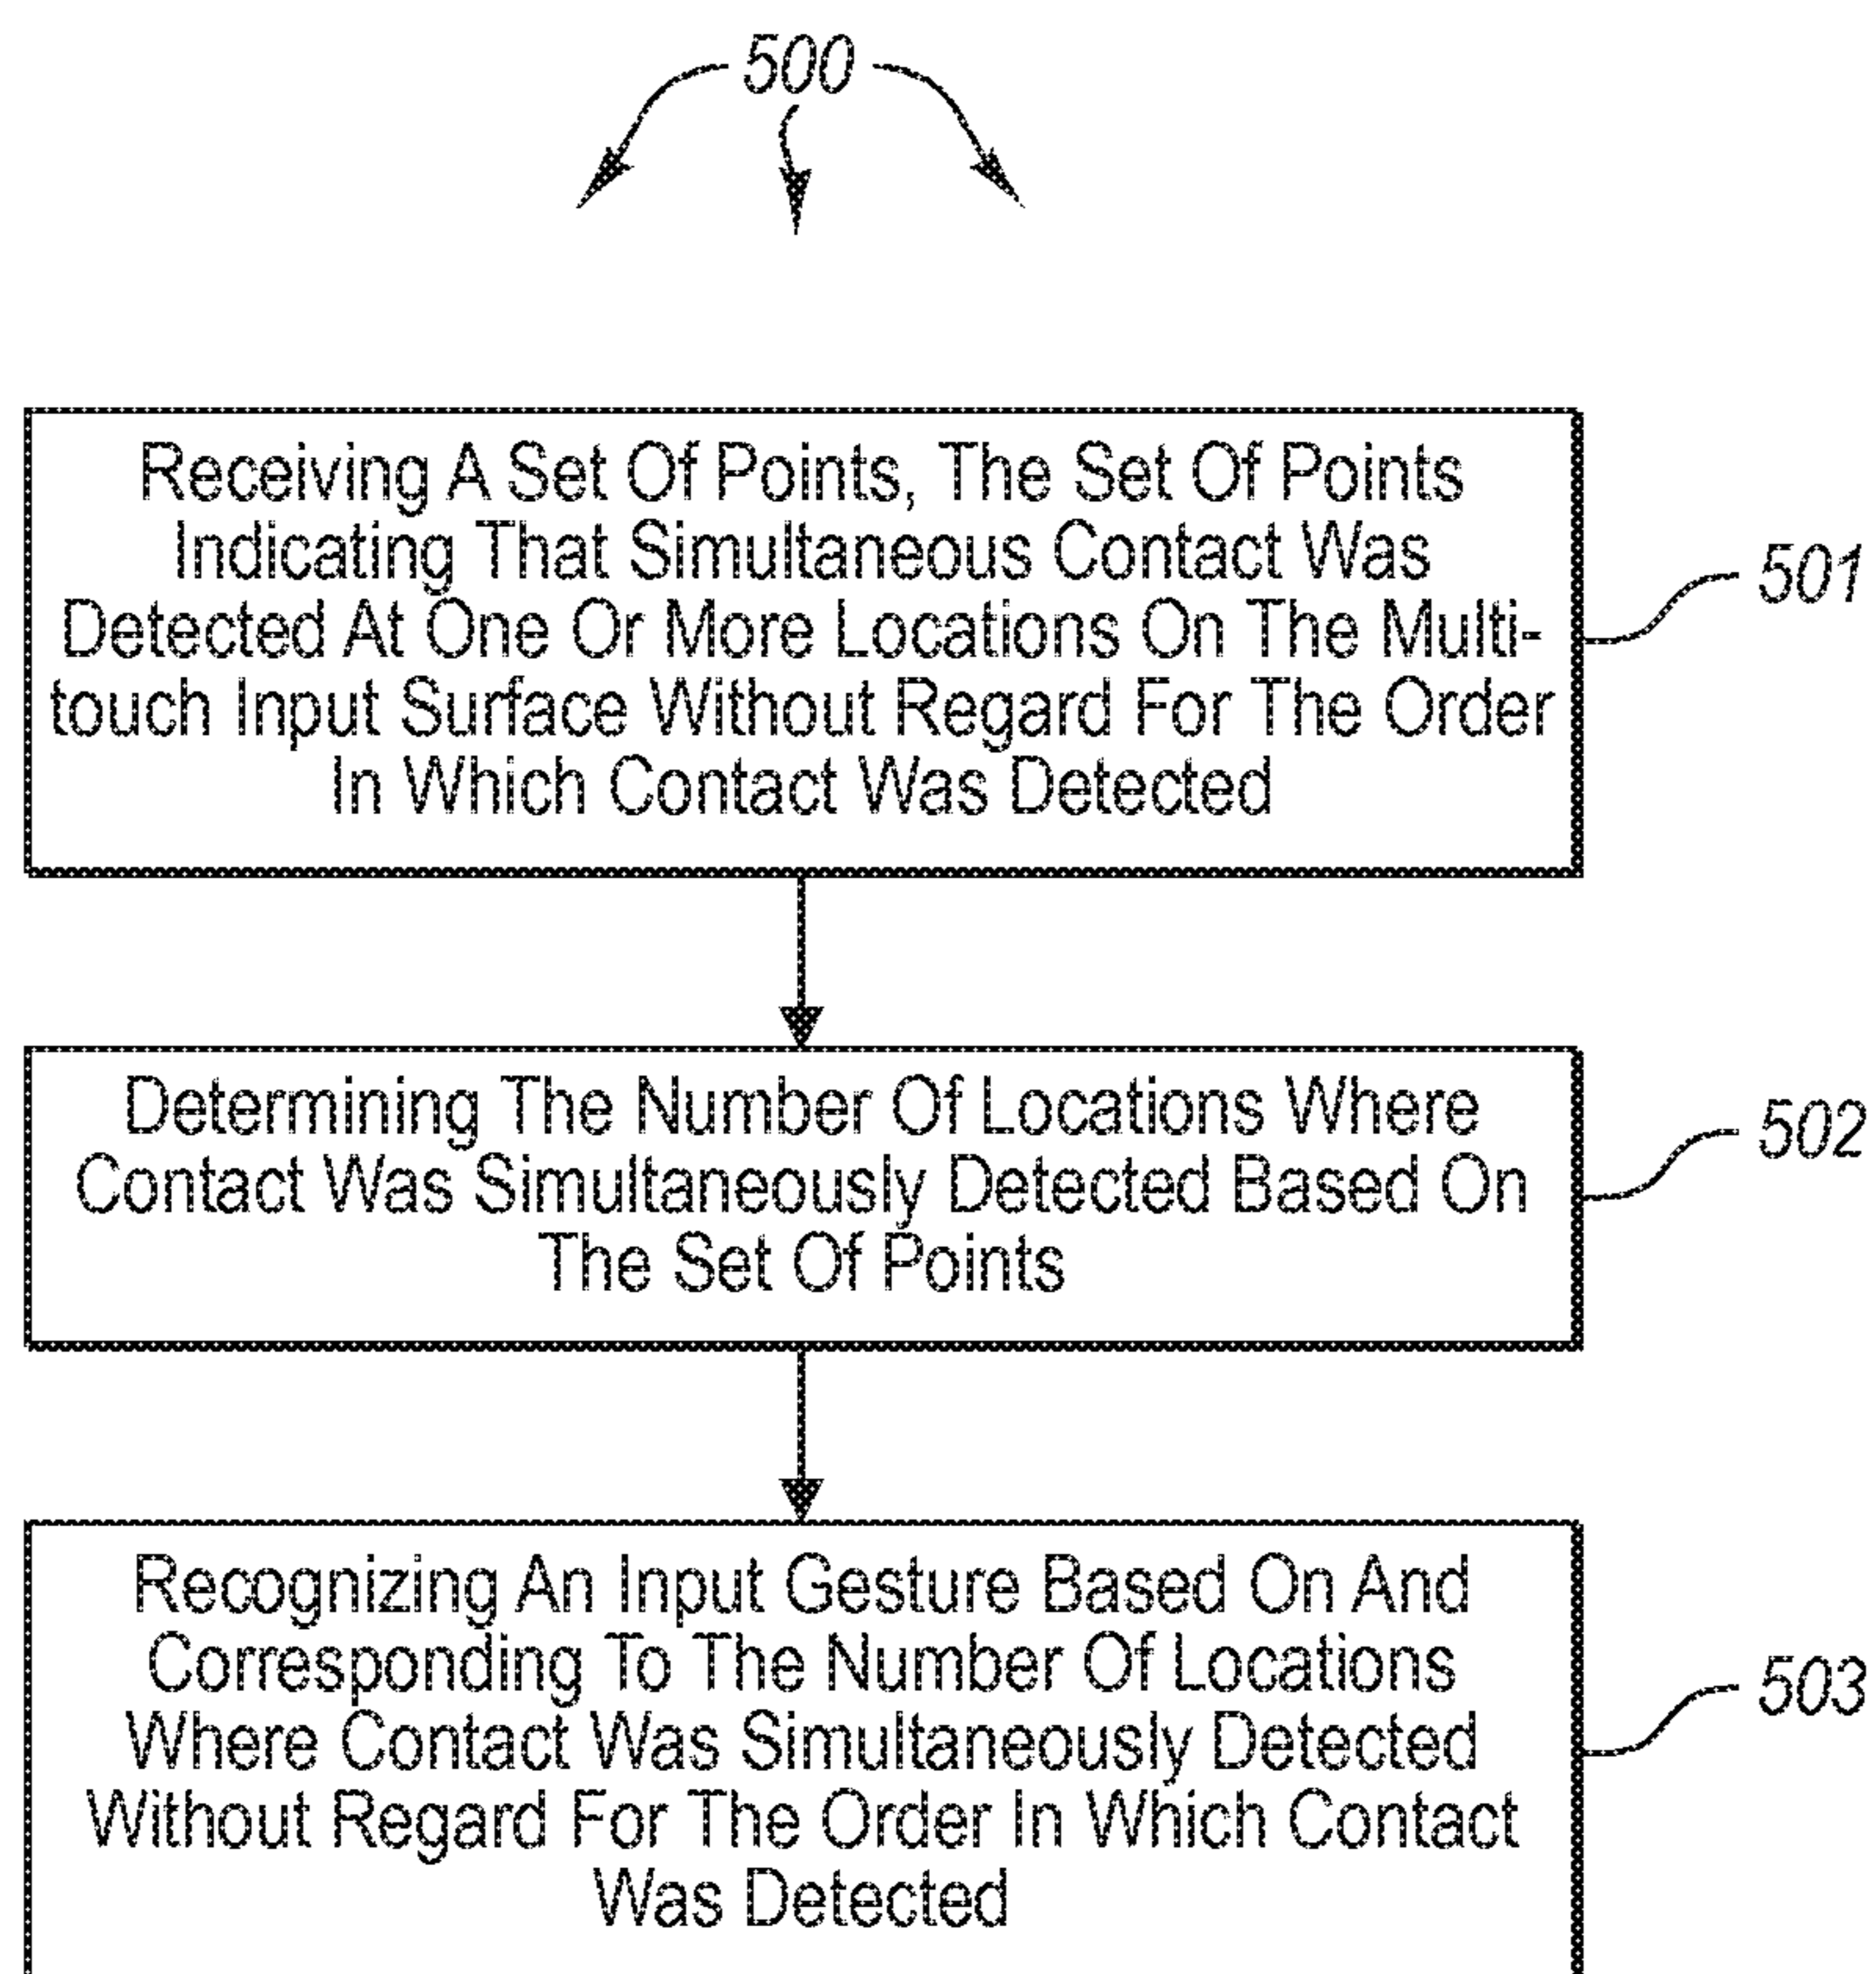 500
Receiving A Set Of Points, The Set Of Points
Indicating That Simultaneous Contact Was
Detected At One Or More Locations On The Multi-
touch Input Surface Without Regard For The Order
In Which Contact Was Detected
501
Determining The Number Of Locations Where
Contact Was Simultaneously Detected Based On
The Set Of Points
502
Recognizing An Input Gesture Based On And
Corresponding To The Number Of Locations
Where Contact Was Simultaneously Detected
Without Regard For The Order In Which Contact
Was Detected
503